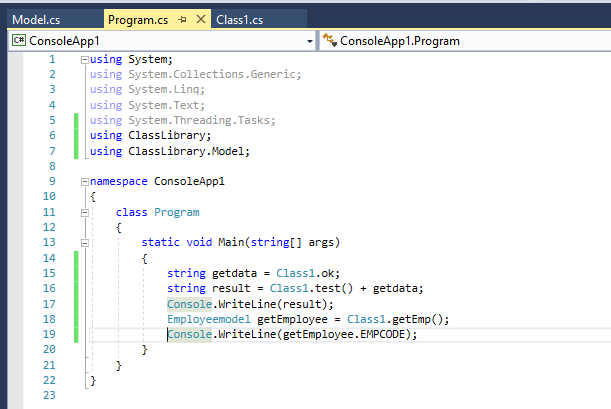 Model.cs Program.cs Class1.cs
C# ConsoleApp1 ConsoleApp1.Program
1 using System;
2 using System.Collections.Generic;
3 using System.Linq;
4 using System.Text;
5 using System.Threading.Tasks;
6 using ClassLibrary;
7 using ClassLibrary.Model;
8
9 namespace ConsoleApp1
10 {
11 class Program
12 {
13 static void Main(string[] args)
14 {
15 string getdata = Class1.ok;
16 string result = Class1.test() + getdata;
17 Console.WriteLine(result);
18 Employeemodel getEmployee = Class1.getEmp();
19 Console.WriteLine(getEmployee.EMPCODE);
20 }
21 }
22 }
23